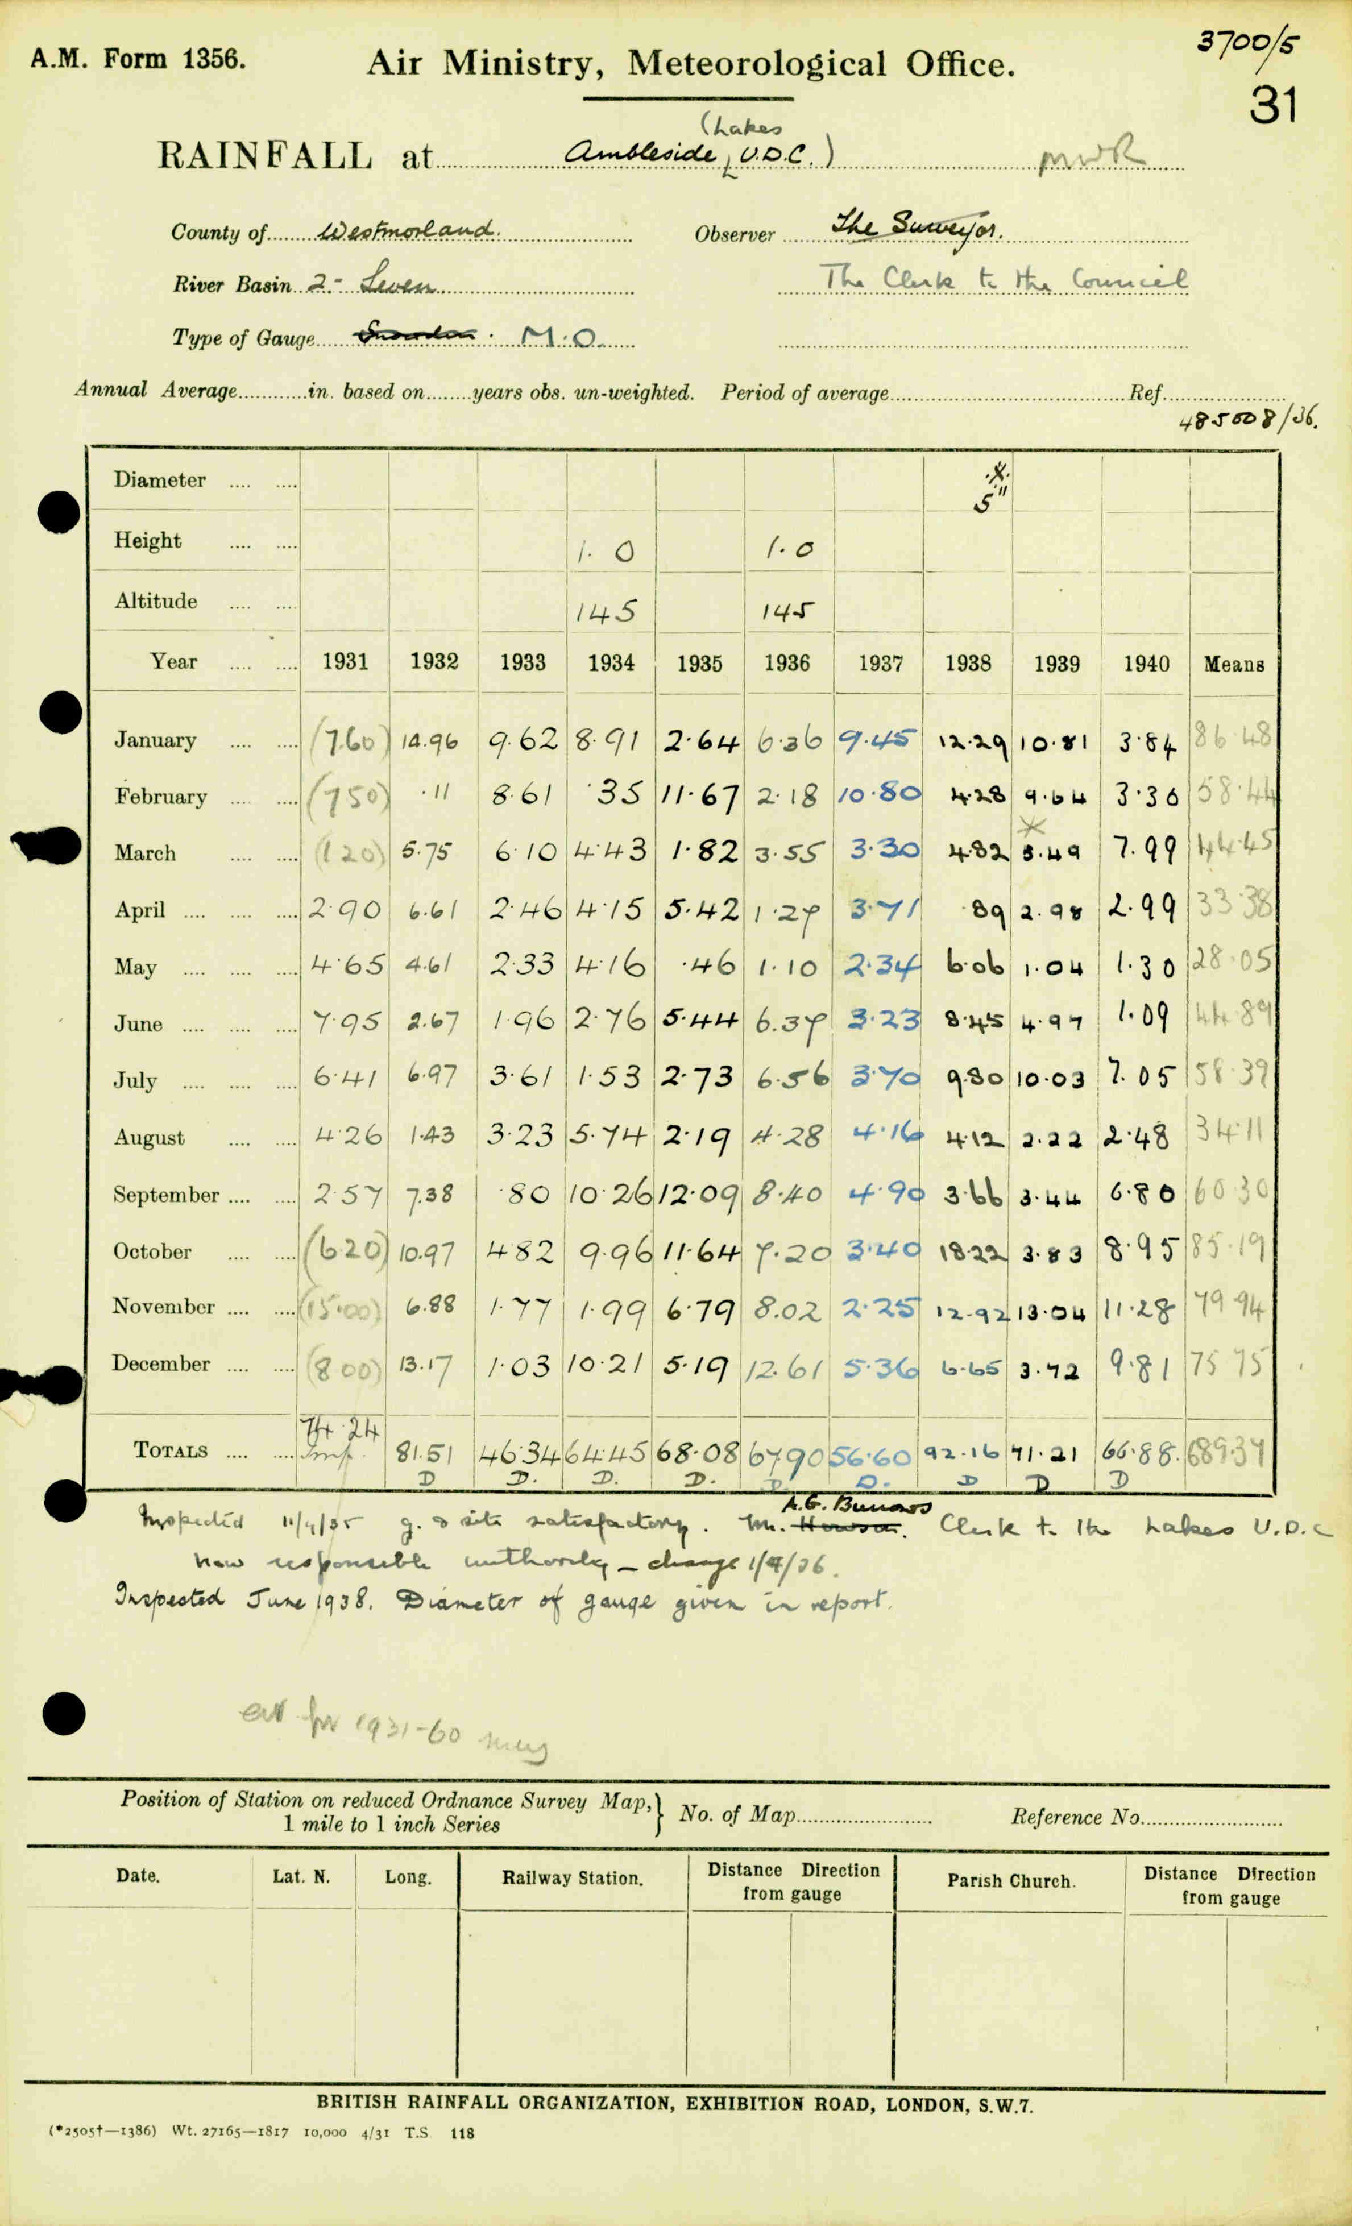 3700/5
A.M. Form 1356. Air Ministry, Meteorological Office.
31
(Lakes
RAINFALL at Ambleside, U.D.C.) MWR
County of Westmorland. Observer The Surveyor.
River Basin 2 - Leven The Clerk to the Council
Type of Gauge Snowdon. M.O.
Annual Average in. based on years obs. un-weighted. Period of average Ref.
485008/36.
Diameter .... .... * 5"
Height .... .... 1.0 1.0
Altitude .... .... 145 145
Year .... .... 1931 1932 1933 1934 1935 1936 1937 1938 1939 1940 Means
January .... .... (7.60) 14.96 9.62 8.91 2.64 6.36 9.45 12.29 10.81 3.84 86.48
February .... .... (7.50) .11 8.61 .35 11.67 2.18 10.80 4.28 9.64 3.30 58.44
*
March .... .... (1.20) 5.75 6.10 4.43 1.82 3.55 3.30 4.82 5.49 7.99 44.45
April .... .... .... 2.90 6.61 2.46 4.15 5.42 1.27 3.71 .89 2.98 2.99 33.38
May .... .... .... 4.65 4.61 2.33 4.16 .46 1.10 2.34 6.06 1.04 1.30 28.05
June .... .... .... 7.95 2.67 1.96 2.76 5.44 6.37 3.23 8.45 4.97 1.09 44.89
July .... .... .... 6.41 6.97 3.61 1.53 2.73 6.56 3.70 9.80 10.03 7.05 58.39
August .... .... 4.26 1.43 3.23 5.74 2.19 4.28 4.16 4.12 2.22 2.48 34.11
September .... .... 2.57 7.38 .80 10.26 12.09 8.40 4.90 3.66 3.44 6.80 60.30
October .... .... (6.20) 10.97 4.82 9.96 11.64 7.20 3.40 18.22 3.83 8.95 85.19
November .... .... (15.00) 6.88 1.77 1.99 6.79 8.02 2.25 12.92 13.04 11.28 79.94
December .... .... (8.00) 13.17 1.03 10.21 5.19 12.61 5.36 6.65 3.72 9.81 75.75
74.24
TOTALS .... .... Imp. 81.51 46.34 64.45 68.08 67.90 56.60 92.16 71.21 66.88. 689.37
D D. D. D. D D. D D D
A.G. Burrows
Inspected 11/4/35 g. & site satisfactory. Mr. Howson. Clerk to the Lakes U.D.C
now responsible authority - change 1/4/36.
Inspected June 1938. Diameter of gauge given in report.
for 1931-60
Position of Station on reduced Ordnance Survey Map,} No. of Map Reference No.
1 mile to 1 inch Series
Date. Lat. N. Long. Railway Station. Distance Direction from gauge Parish Church. Distance Direction from gauge
BRITISH RAINFALL ORGANIZATION, EXHIBITION ROAD, LONDON, S.W.7.
(*2505†—1386) Wt. 27165—1817 10,000 4/31 T.S. 118